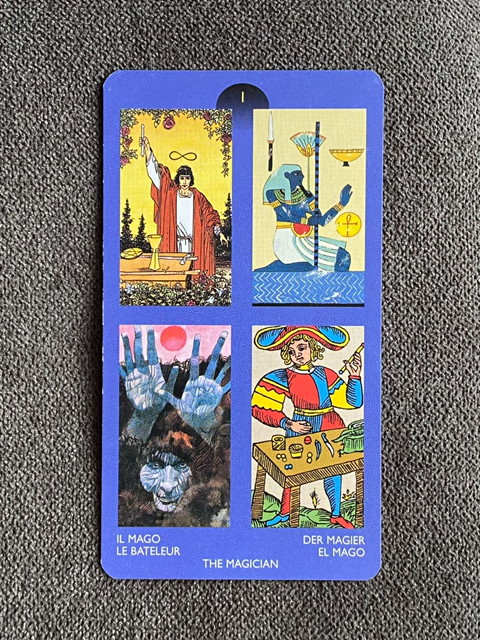 I
IL MAGO
LE BATELEUR
DER MAGIER
EL MAGO
THE MAGICIAN